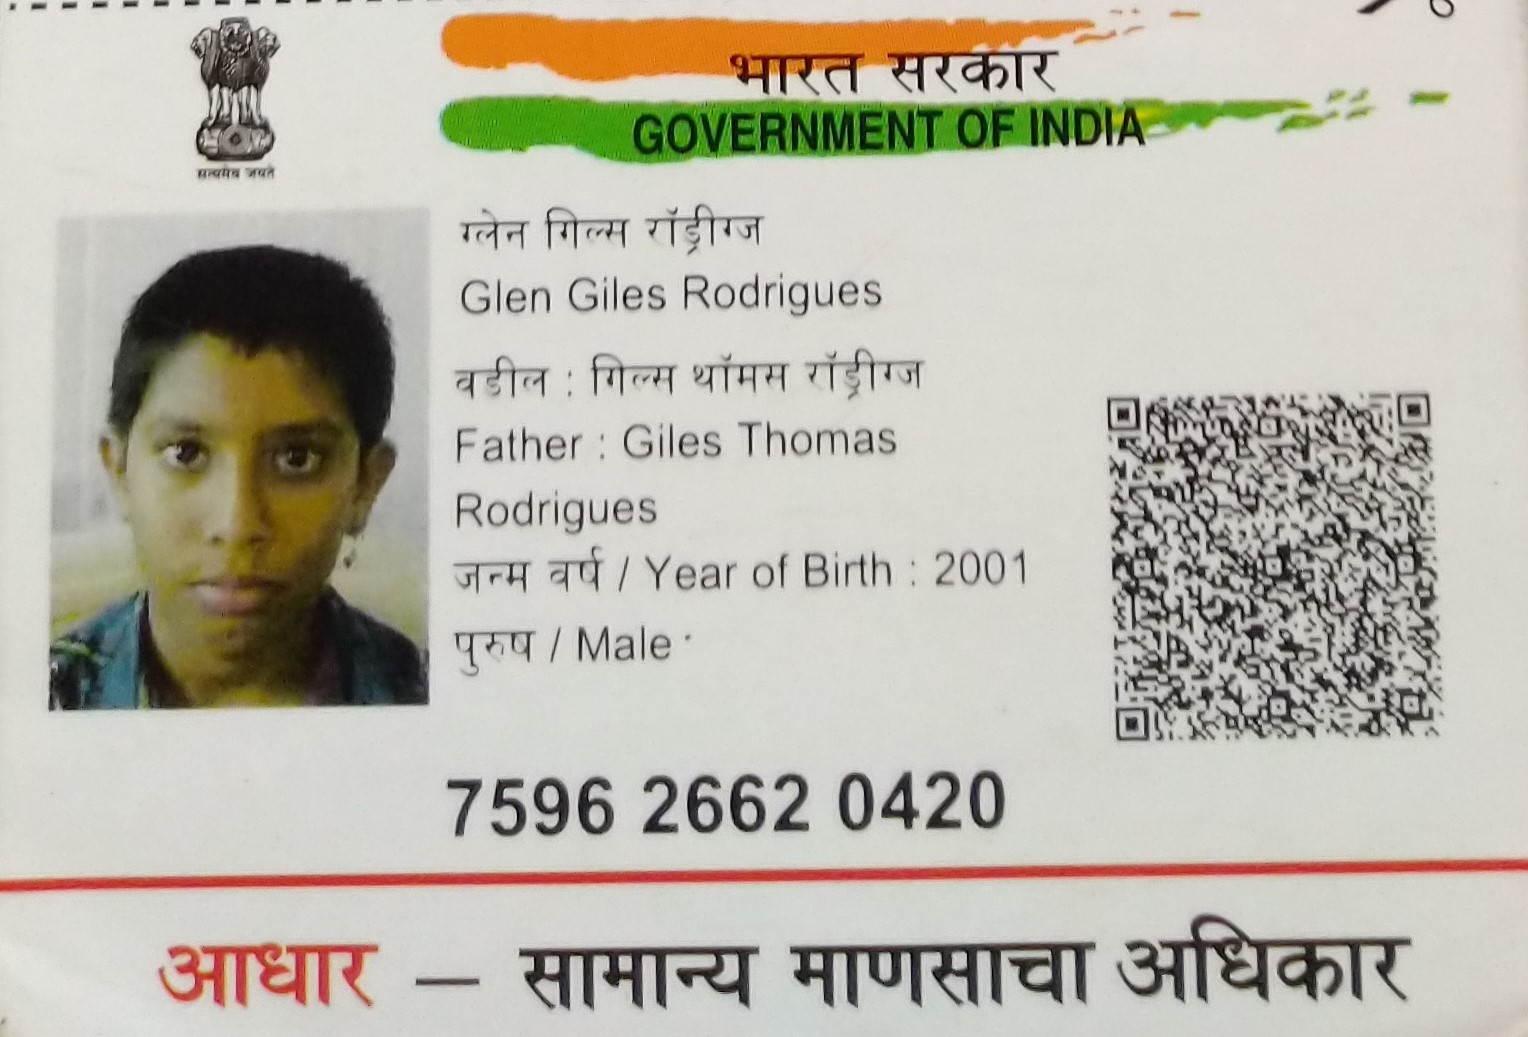 सत्यमेव जयते
भारत सरकार
GOVERNMENT OF INDIA
ग्लेन गिल्स रॉड्रीग्ज
Glen Giles Rodrigues
वडील : गिल्स थॉमस रॉड्रीग्ज
Father : Giles Thomas
Rodrigues
जन्म वर्ष / Year of Birth : 2001
पुरुष / Male
7596 2662 0420
आधार — सामान्य माणसाचा अधिकार